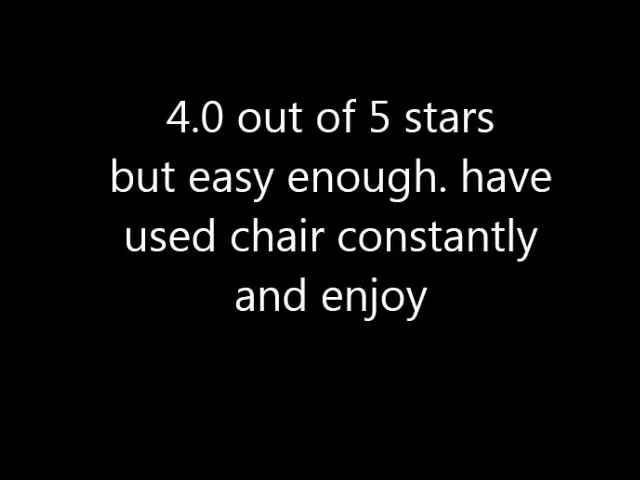 4.0 out of 5 stars
but easy enough. have
used chair constantly
and enjoy